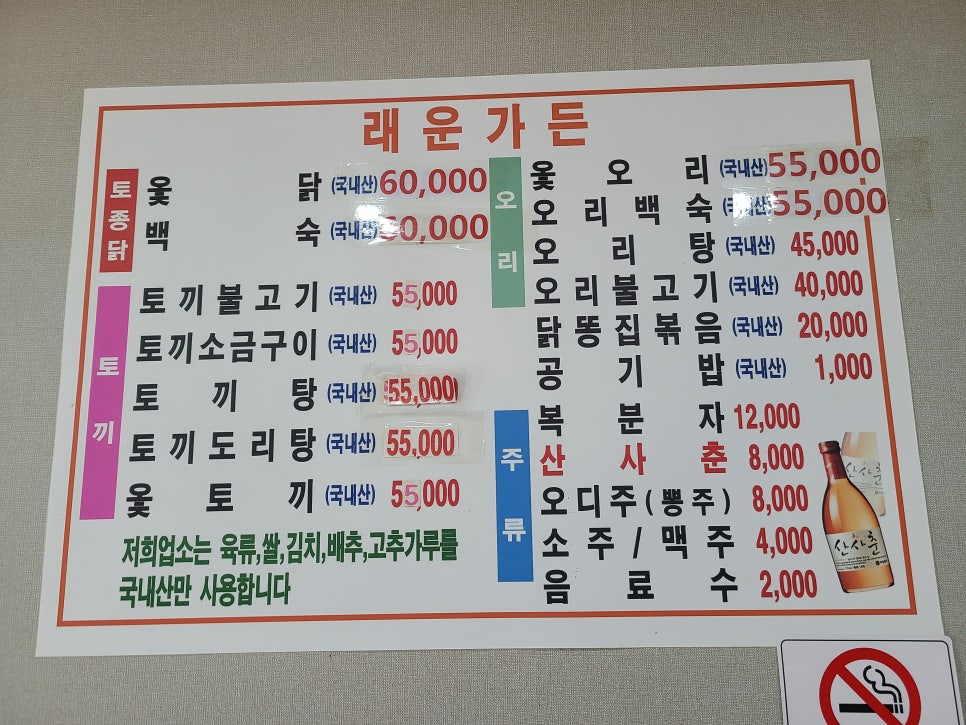 래운가든
토종닭
옻닭 (국내산) 60,000
백숙 (국내산) 60,000
토끼
토끼불고기 (국내산) 55,000
토끼소금구이 (국내산) 55,000
토끼탕 (국내산) 55,000
토끼도리탕 (국내산) 55,000
옻토끼 (국내산) 55,000
저희업소는 육류,쌀,김치,배추,고추가루를
국내산만 사용합니다
오리
옻오리 (국내산) 55,000
오리백숙 (국내산) 55,000
오리탕 (국내산) 45,000
오리불고기 (국내산) 40,000
닭똥집볶음 (국내산) 20,000
공기밥 (국내산) 1,000
주류
복분자 12,000
산사춘 8,000
오디주(뽕주) 8,000
소주/맥주 4,000
음료수 2,000
산사춘
산사춘